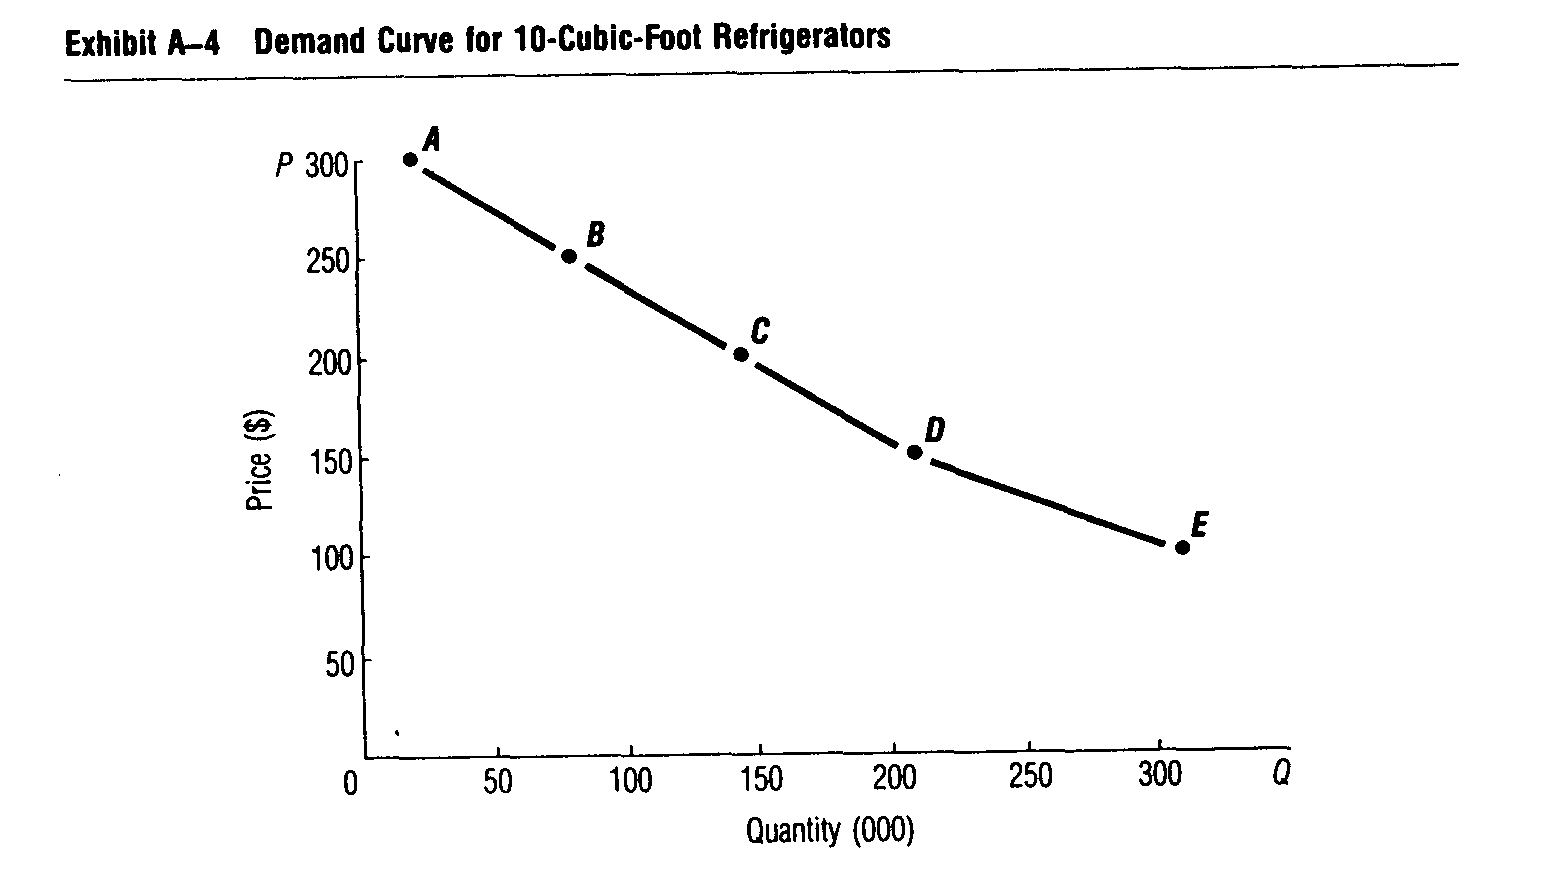 Exhibit A–4 Demand Curve for 10-Cubic-Foot Refrigerators
A
P 300
B
250
C
200
D
150
E
100
50
Price ($)
0 50 100 150 200 250 300 Q
Quantity (000)